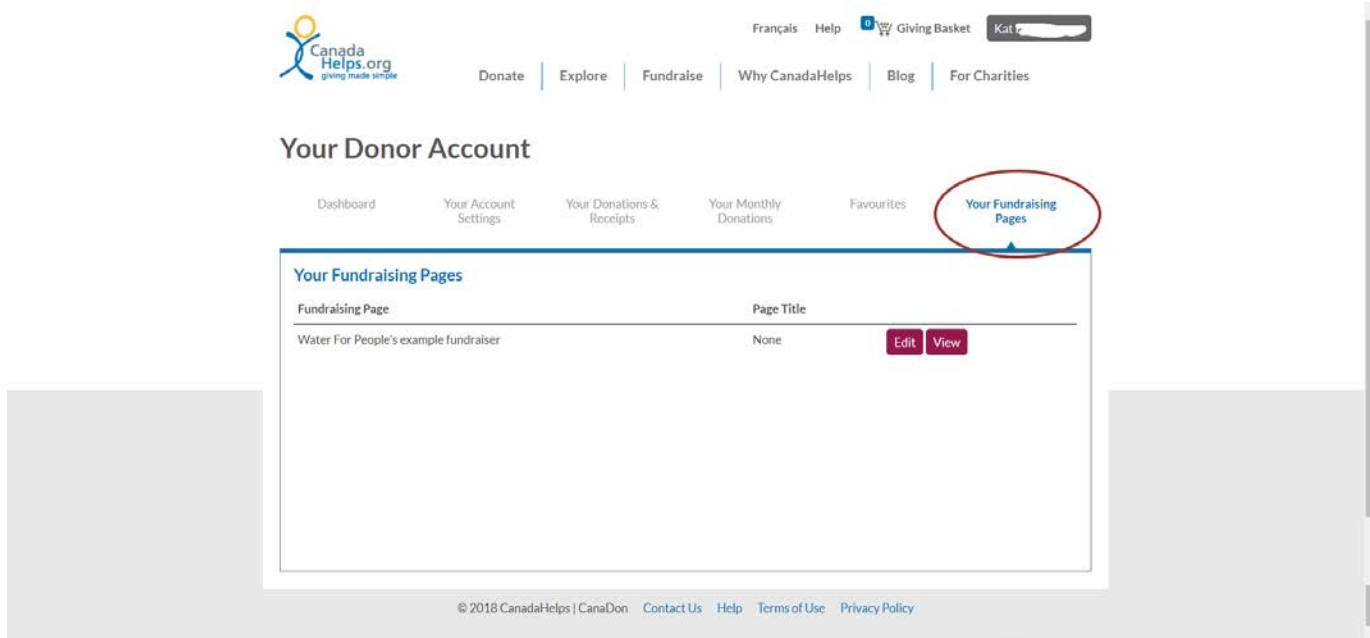 Français Help 0 Giving Basket Kat
Canada
Helps.org
giving made simple
Donate Explore Fundraise Why CanadaHelps Blog For Charities
Your Donor Account
Dashboard Your Account Settings Your Donations & Receipts Your Monthly Donations Favourites Your Fundraising Pages
Your Fundraising Pages
Fundraising Page Page Title
Water For People's example fundraiser None Edit View
© 2018 CanadaHelps | CanaDon Contact Us Help Terms of Use Privacy Policy